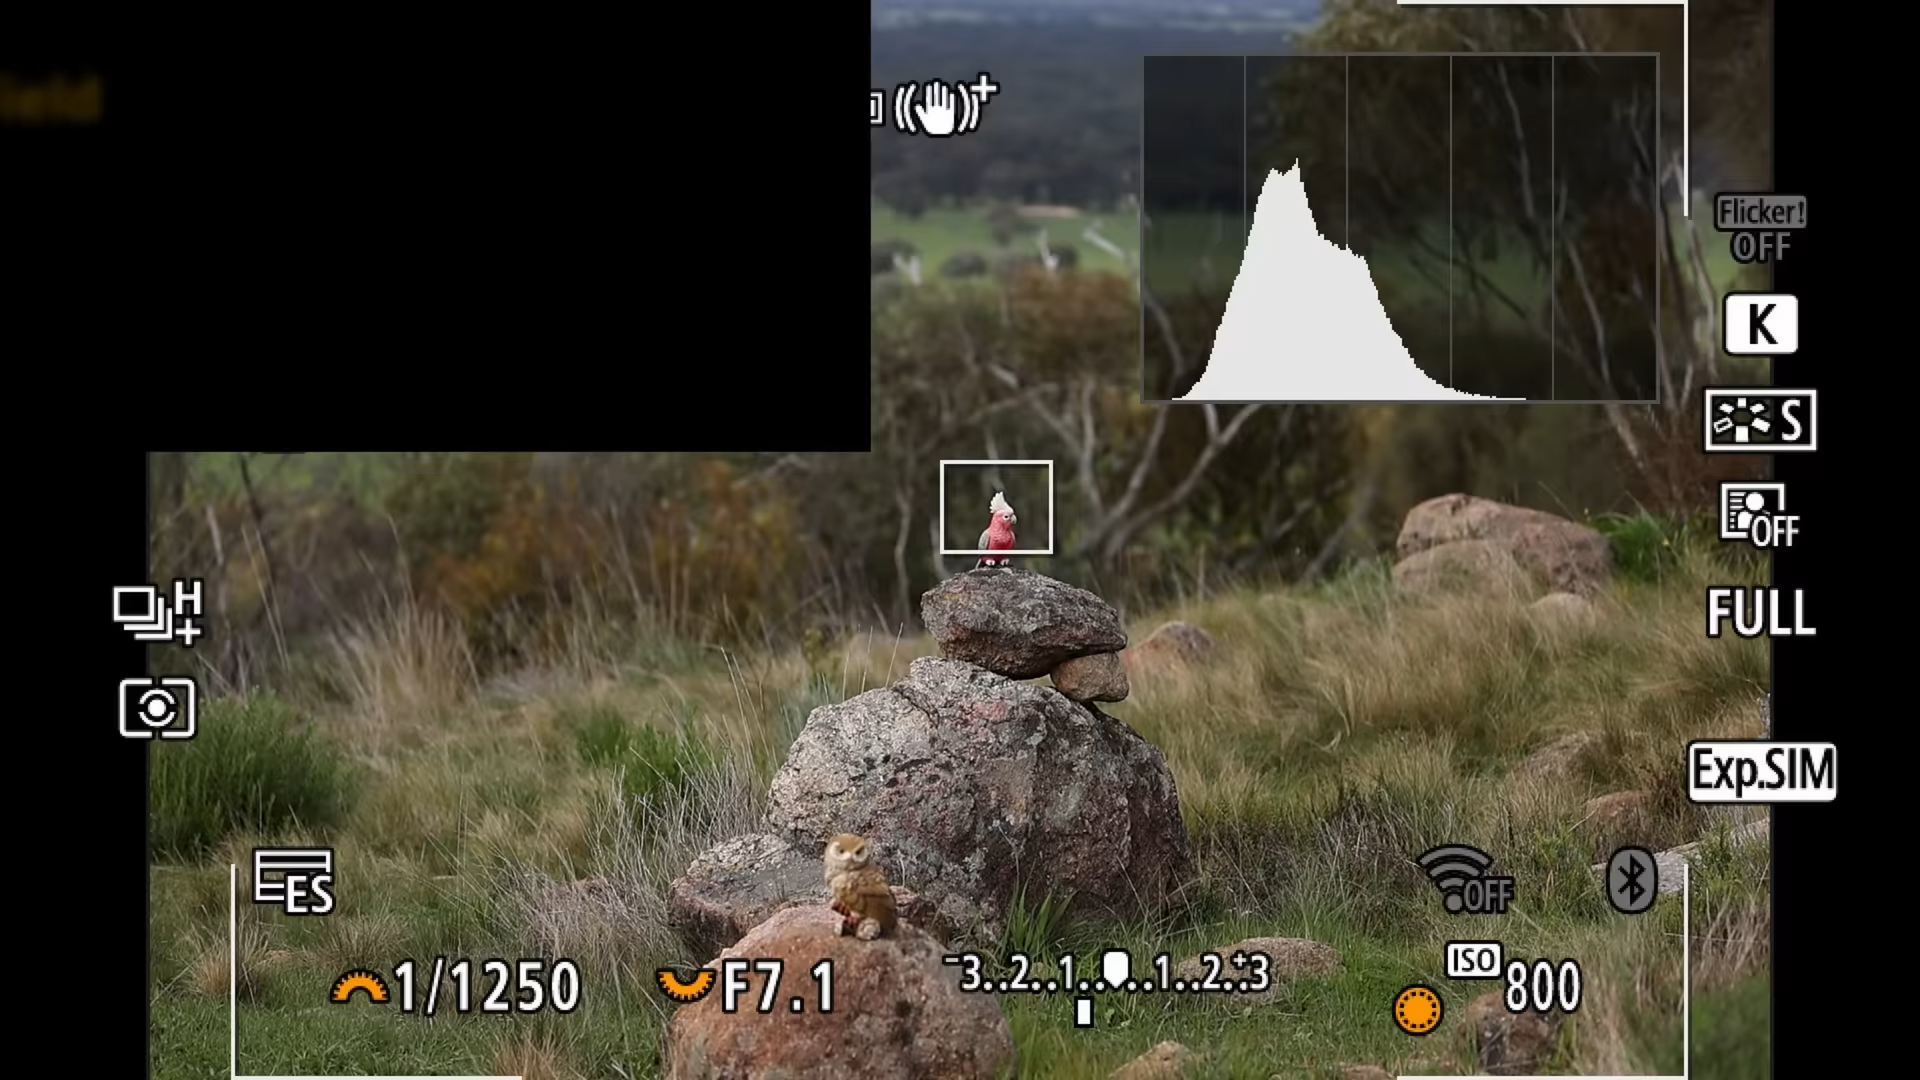 ield
Flicker!
OFF
K
S
OFF
H
+
FULL
Exp.SIM
ES
OFF
1/1250
F7.1
-3..2..1..0..1..2..+3
ISO
800